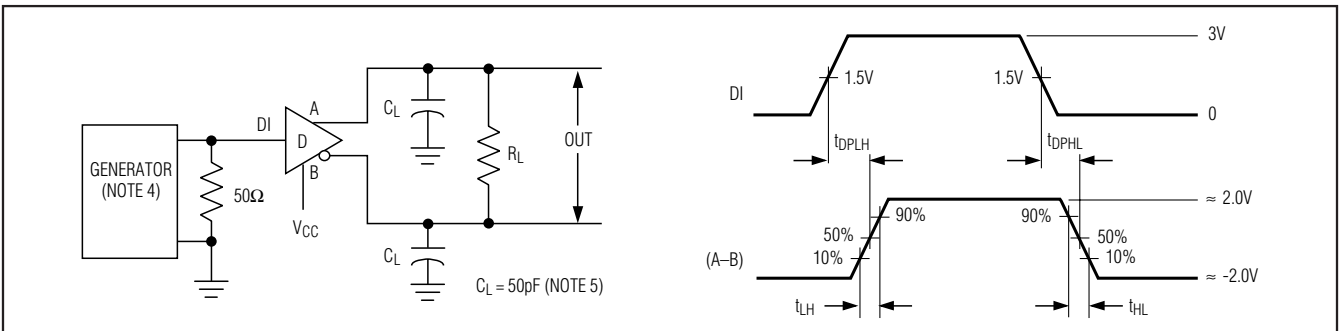 GENERATOR
(NOTE 4)
50Ω
DI
D
A
B
VCC
CL
CL
RL
OUT
CL = 50pF (NOTE 5)
DI
3V
1.5V
1.5V
0
tDPLH
tDPHL
(A–B)
≈ 2.0V
90%
90%
50%
50%
10%
10%
≈ -2.0V
tLH
tHL